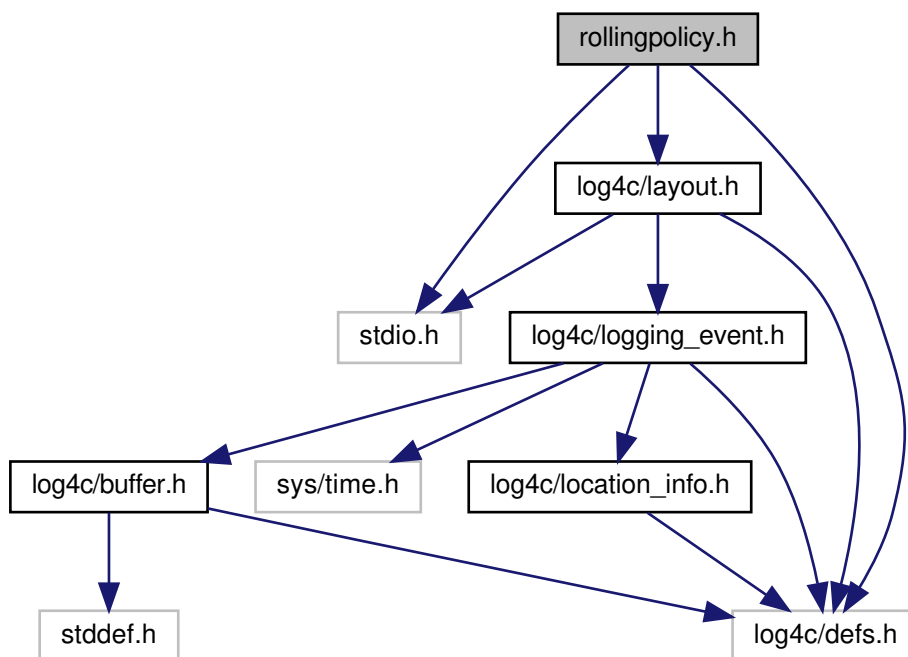 rollingpolicy.h
log4c/layout.h
stdio.h
log4c/logging_event.h
log4c/buffer.h
sys/time.h
log4c/location_info.h
stddef.h
log4c/defs.h